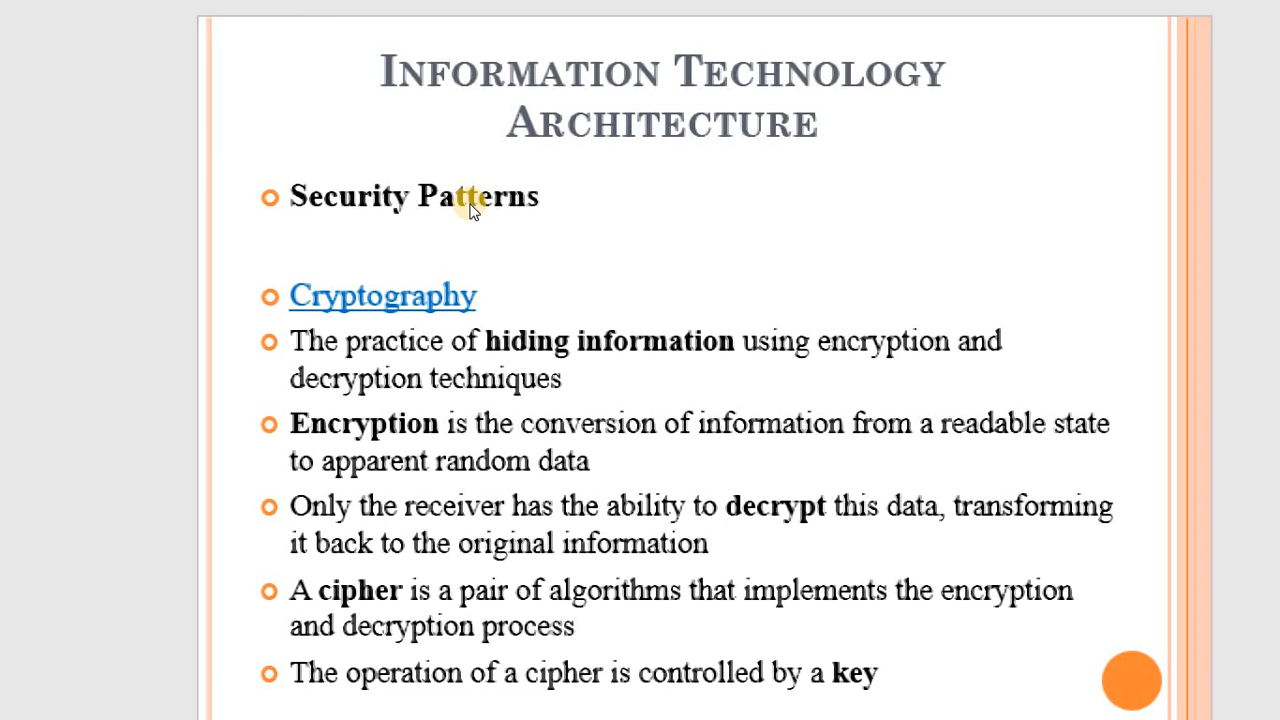 INFORMATION TECHNOLOGY
ARCHITECTURE
Security Patterns
Cryptography
The practice of hiding information using encryption and
decryption techniques
Encryption is the conversion of information from a readable state
to apparent random data
Only the receiver has the ability to decrypt this data, transforming
it back to the original information
A cipher is a pair of algorithms that implements the encryption
and decryption process
The operation of a cipher is controlled by a key